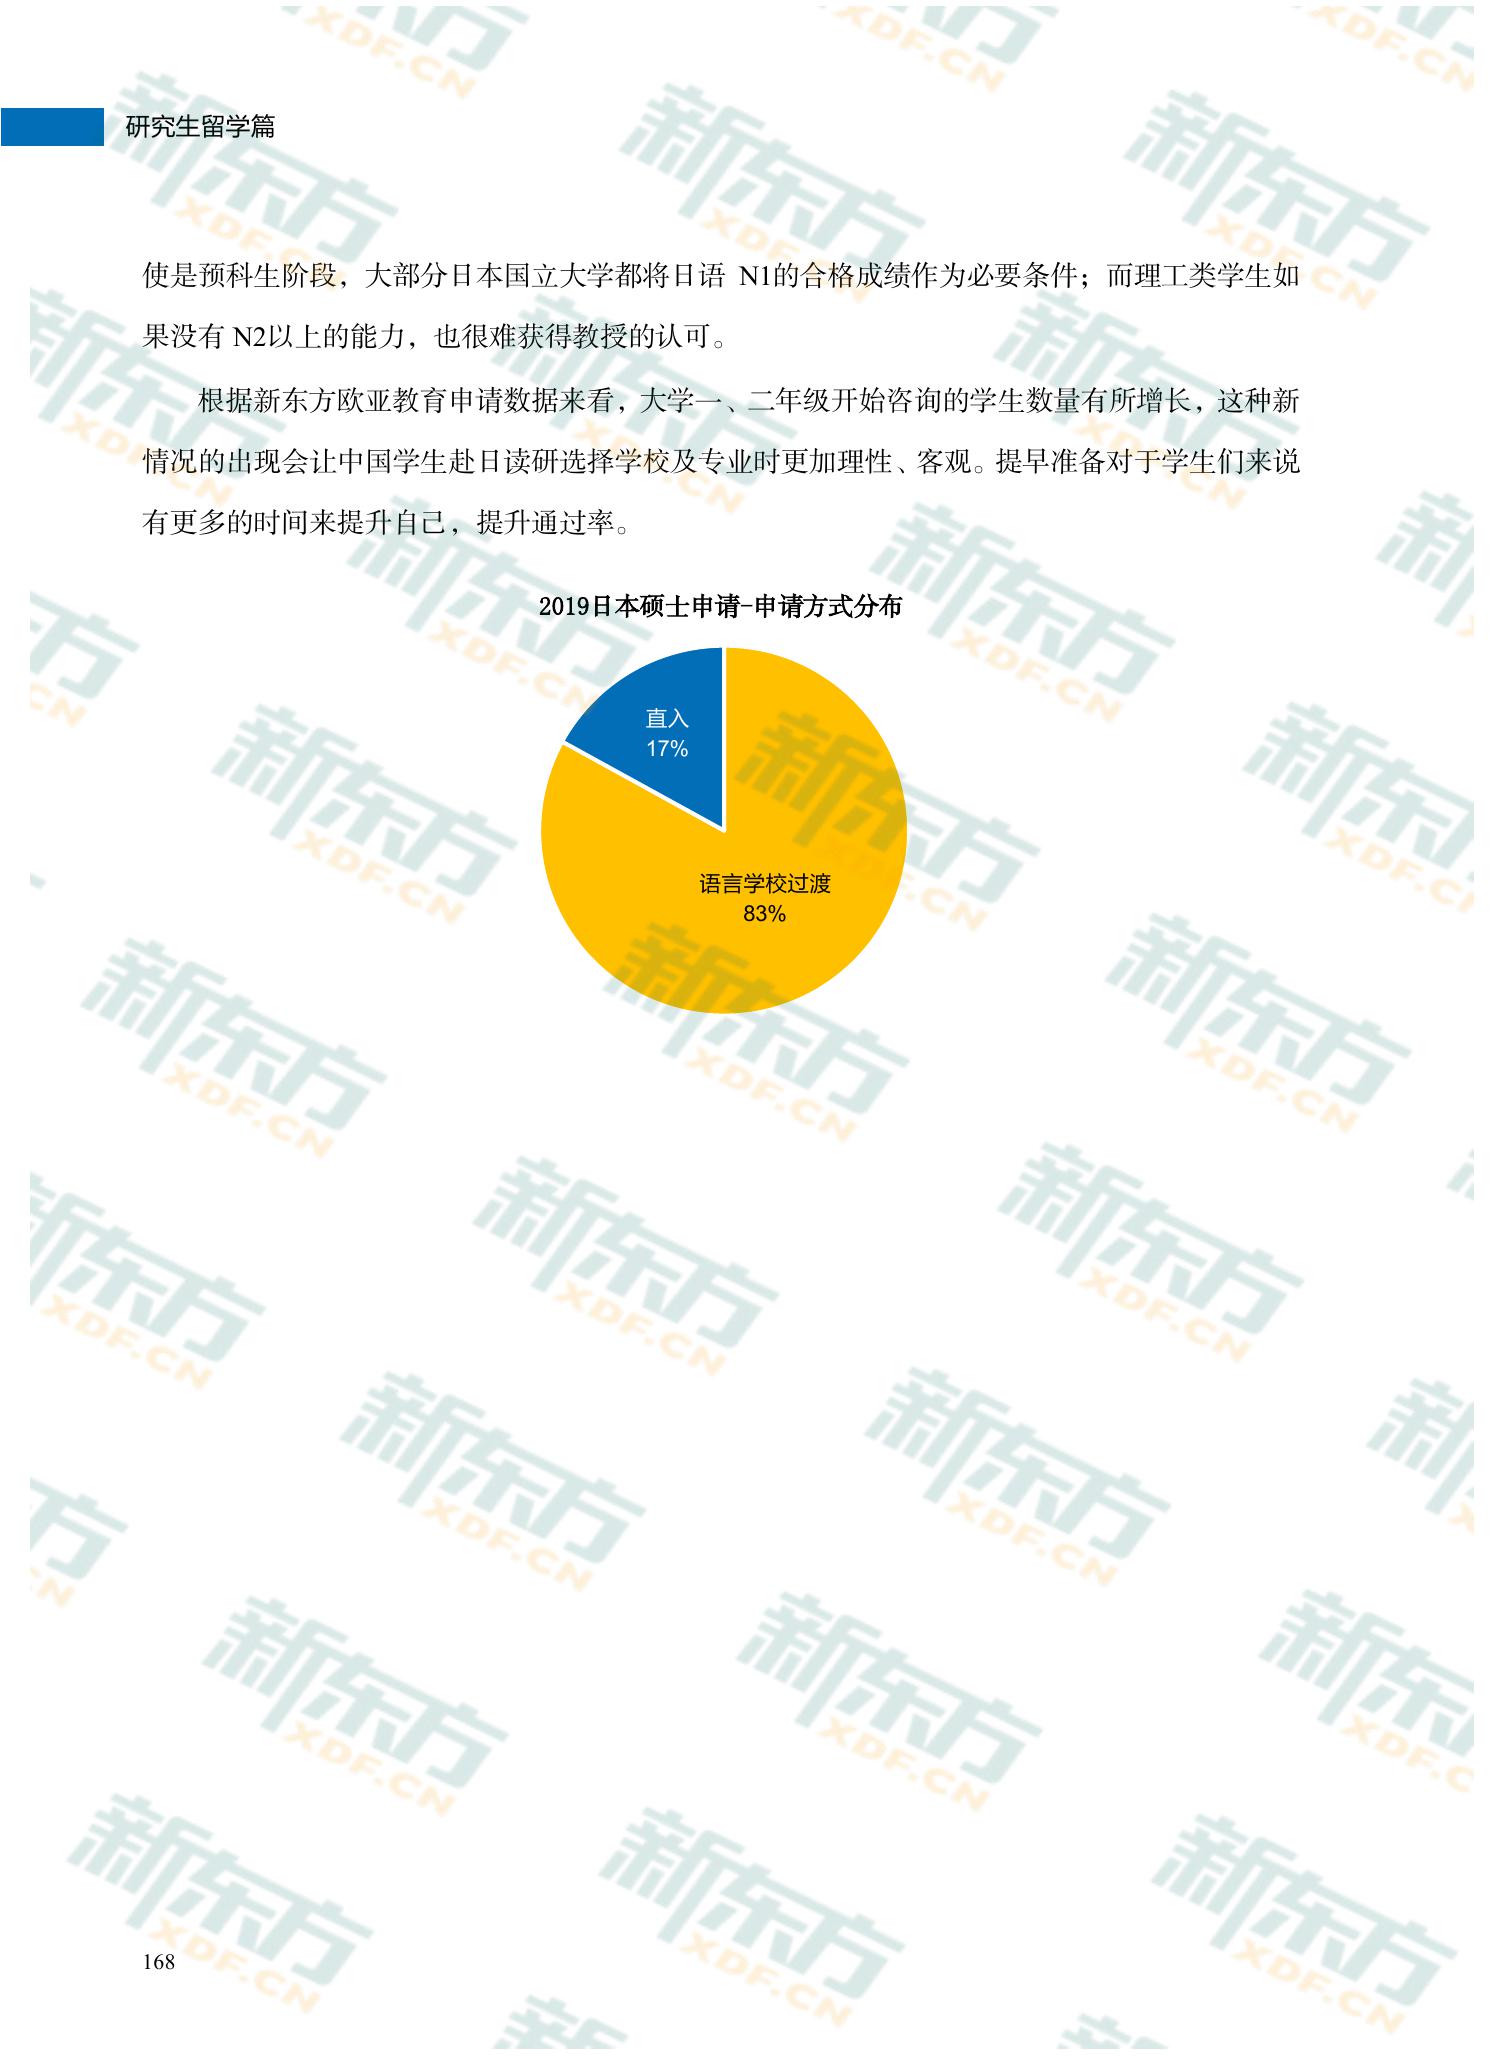 研究生留学篇
使是预科生阶段，大部分日本国立大学都将日语 N1的合格成绩作为必要条件；而理工类学生如
果没有 N2以上的能力，也很难获得教授的认可。
根据新东方欧亚教育申请数据来看，大学一、二年级开始咨询的学生数量有所增长，这种新
情况的出现会让中国学生赴日读研选择学校及专业时更加理性、客观。提早准备对于学生们来说
有更多的时间来提升自己，提升通过率。
2019日本硕士申请-申请方式分布
直入
17%
语言学校过渡
83%
168
新东方
XDF.CN